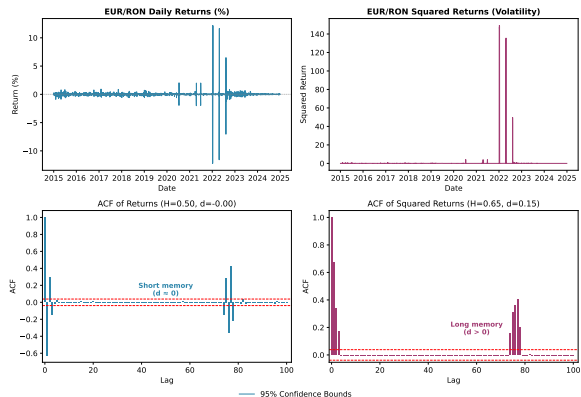 EUR/RON Daily Returns (%)
Return (%)
10
5
0
−5
−10
2015 2016 2017 2018 2019 2020 2021 2022 2023 2024 2025
Date
EUR/RON Squared Returns (Volatility)
Squared Return
140
120
100
80
60
40
20
0
2015 2016 2017 2018 2019 2020 2021 2022 2023 2024 2025
Date
ACF of Returns (H=0.50, d=-0.00)
ACF
1.0
0.8
0.6
0.4
0.2
0.0
−0.2
−0.4
−0.6
Short memory
(d ≈ 0)
0 20 40 60 80 100
Lag
ACF of Squared Returns (H=0.65, d=0.15)
ACF
1.0
0.8
0.6
0.4
0.2
0.0
Long memory
(d > 0)
0 20 40 60 80 100
Lag
95% Confidence Bounds